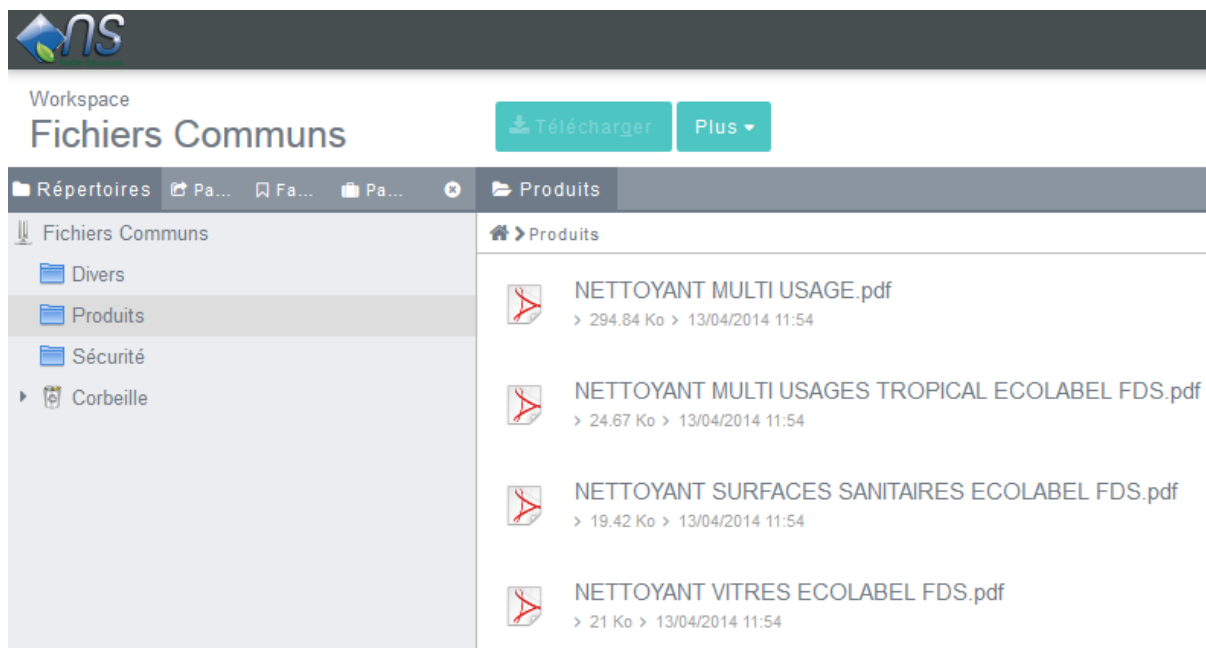 ns
Workspace
Fichiers Communs
Télécharger
Plus
Répertoires Pa... Fa... Pa...
Produits
Fichiers Communs
Divers
Produits
Sécurité
Corbeille
> Produits
NETTOYANT MULTI USAGE.pdf
> 294.84 Ko > 13/04/2014 11:54
NETTOYANT MULTI USAGES TROPICAL ECOLABEL FDS.pdf
> 24.67 Ko > 13/04/2014 11:54
NETTOYANT SURFACES SANITAIRES ECOLABEL FDS.pdf
> 19.42 Ko > 13/04/2014 11:54
NETTOYANT VITRES ECOLABEL FDS.pdf
> 21 Ko > 13/04/2014 11:54